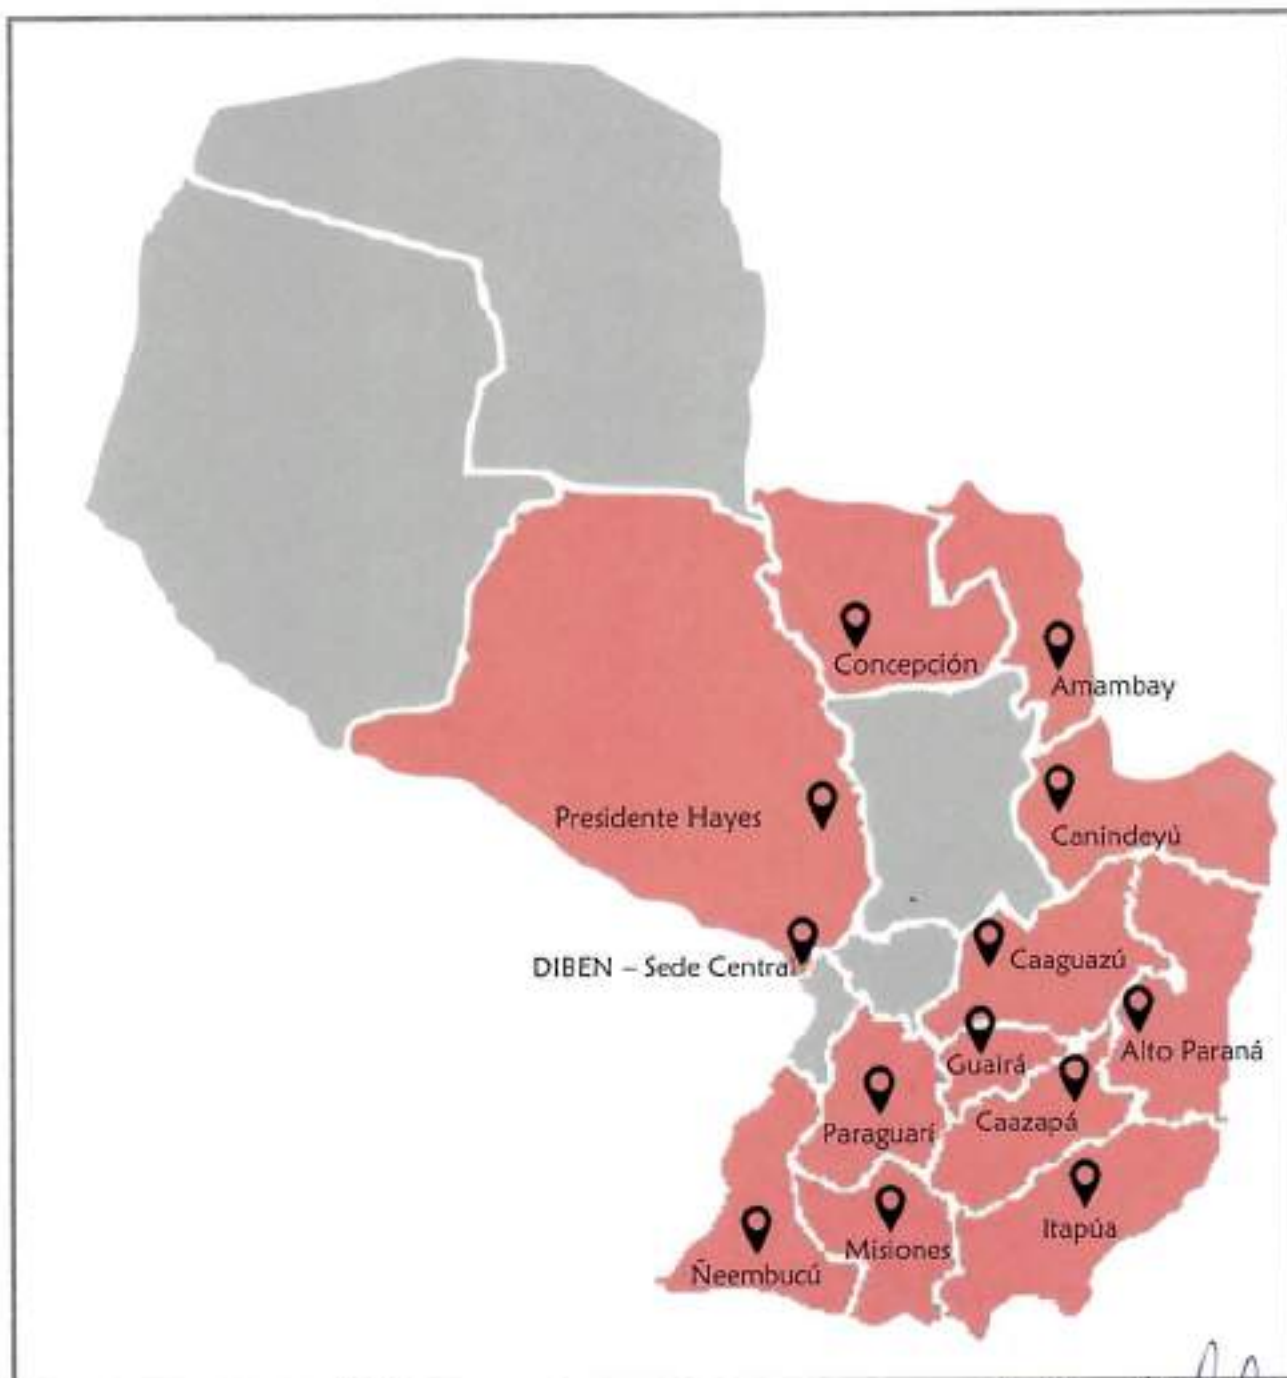 Concepción
Amambay
Presidente Hayes
Canindeyú
DIBEN – Sede Central
Caaguazú
Alto Paraná
Guairá
Caazapá
Paraguarí
Itapúa
Misiones
Ñeembucú